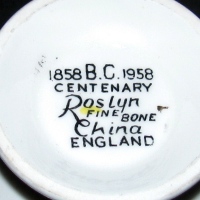 1858 B.C. 1958
CENTENARY
Roslyn
FINE BONE
China
ENGLAND